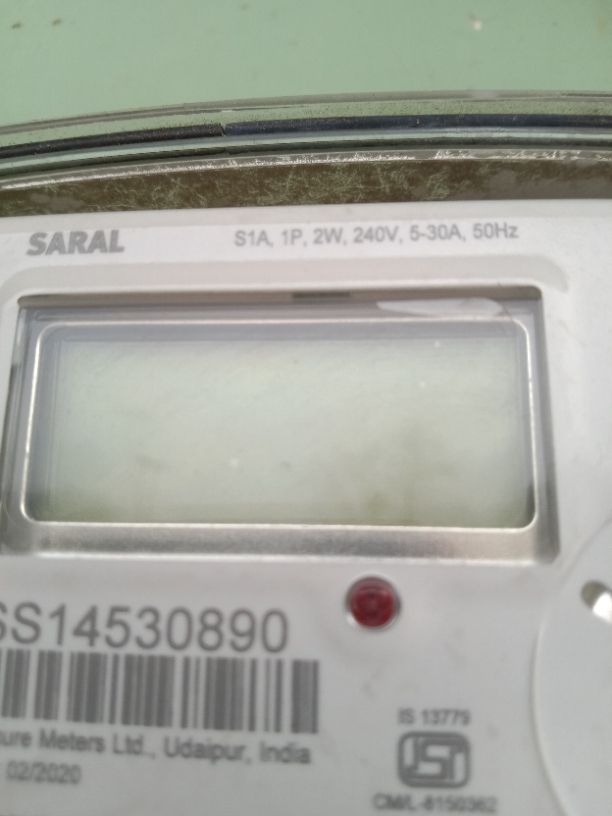 SARAL
S1A, 1P, 2W, 240V, 5-30A, 50Hz
SS14530890
Meters Ltd., Udaipur, India
02/2020
IS 13779
ISI
CM/L-8150362